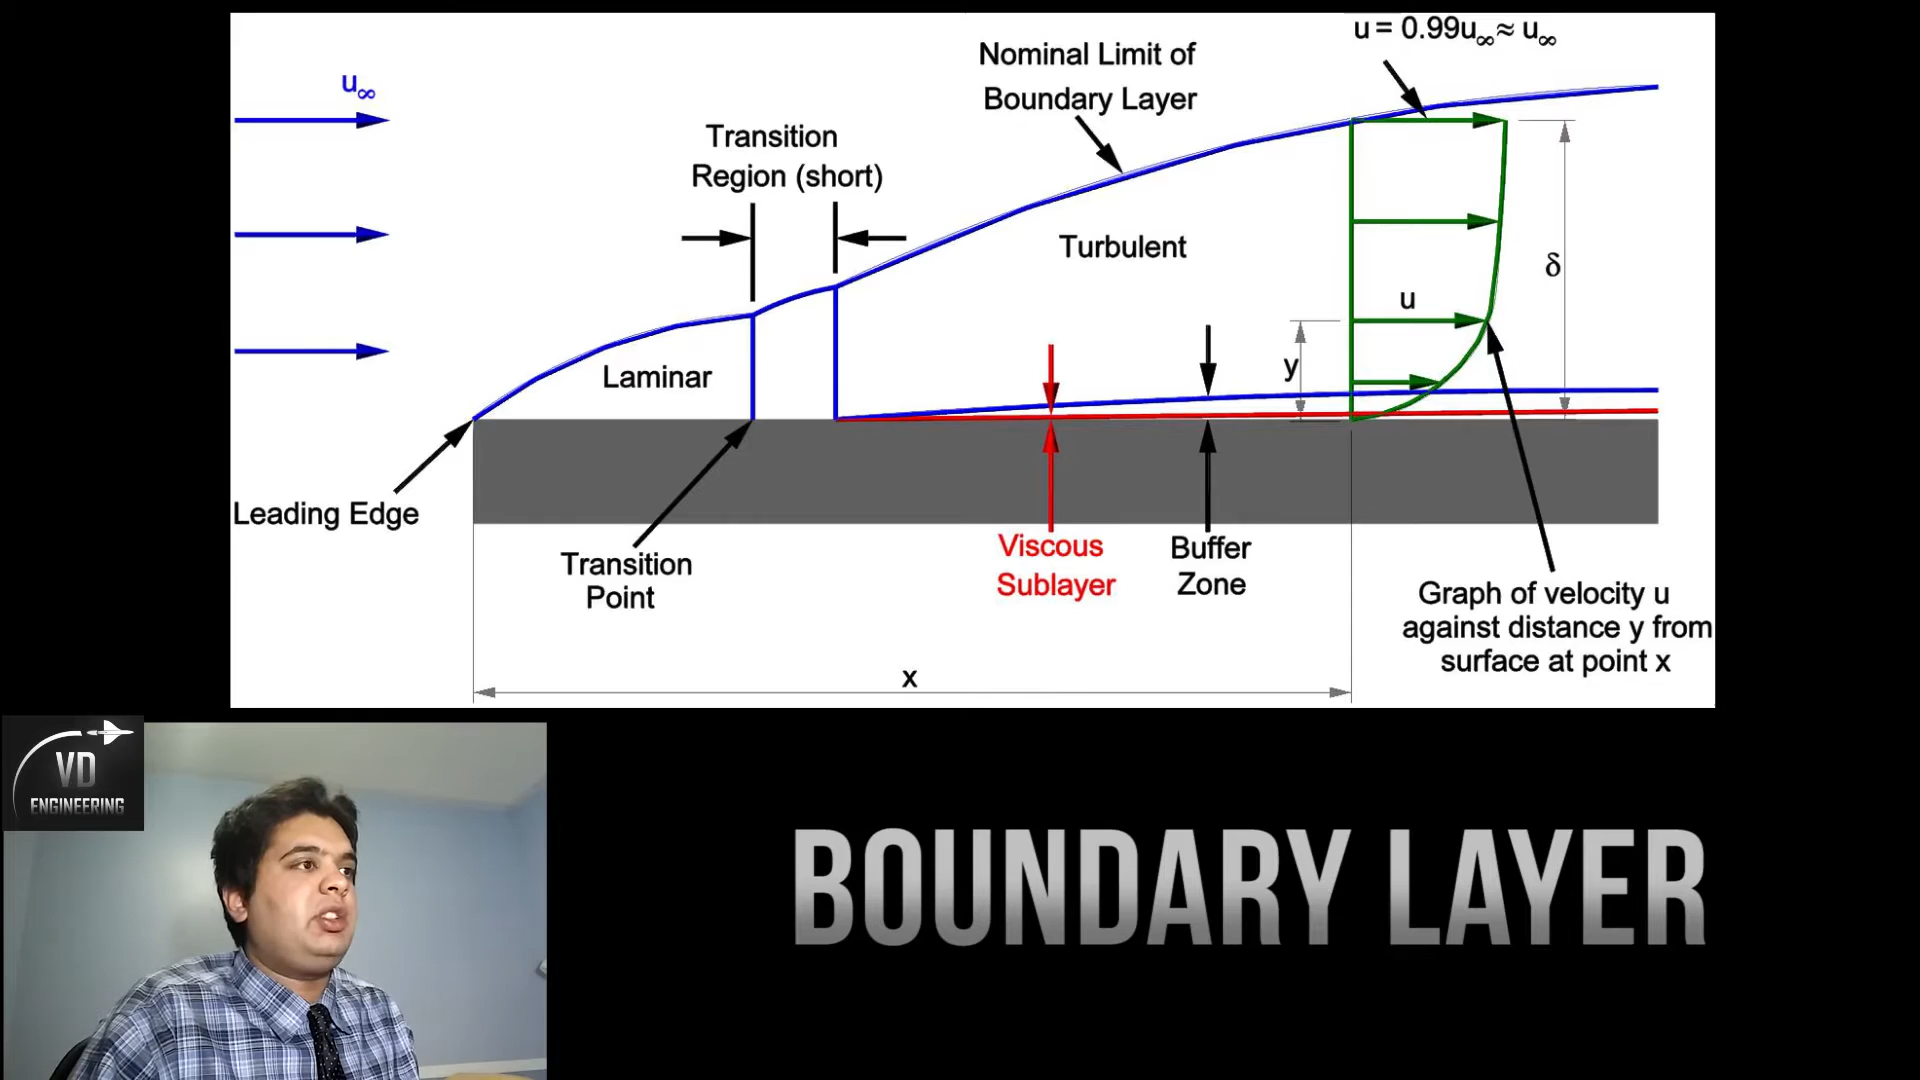 u = 0.99u∞≈ u∞
Nominal Limit of
Boundary Layer
u∞
Transition
Region (short)
Turbulent
δ
u
y
Laminar
Leading Edge
Transition
Point
Viscous
Sublayer
Buffer
Zone
Graph of velocity u
against distance y from
surface at point x
x
VD
ENGINEERING
BOUNDARY LAYER